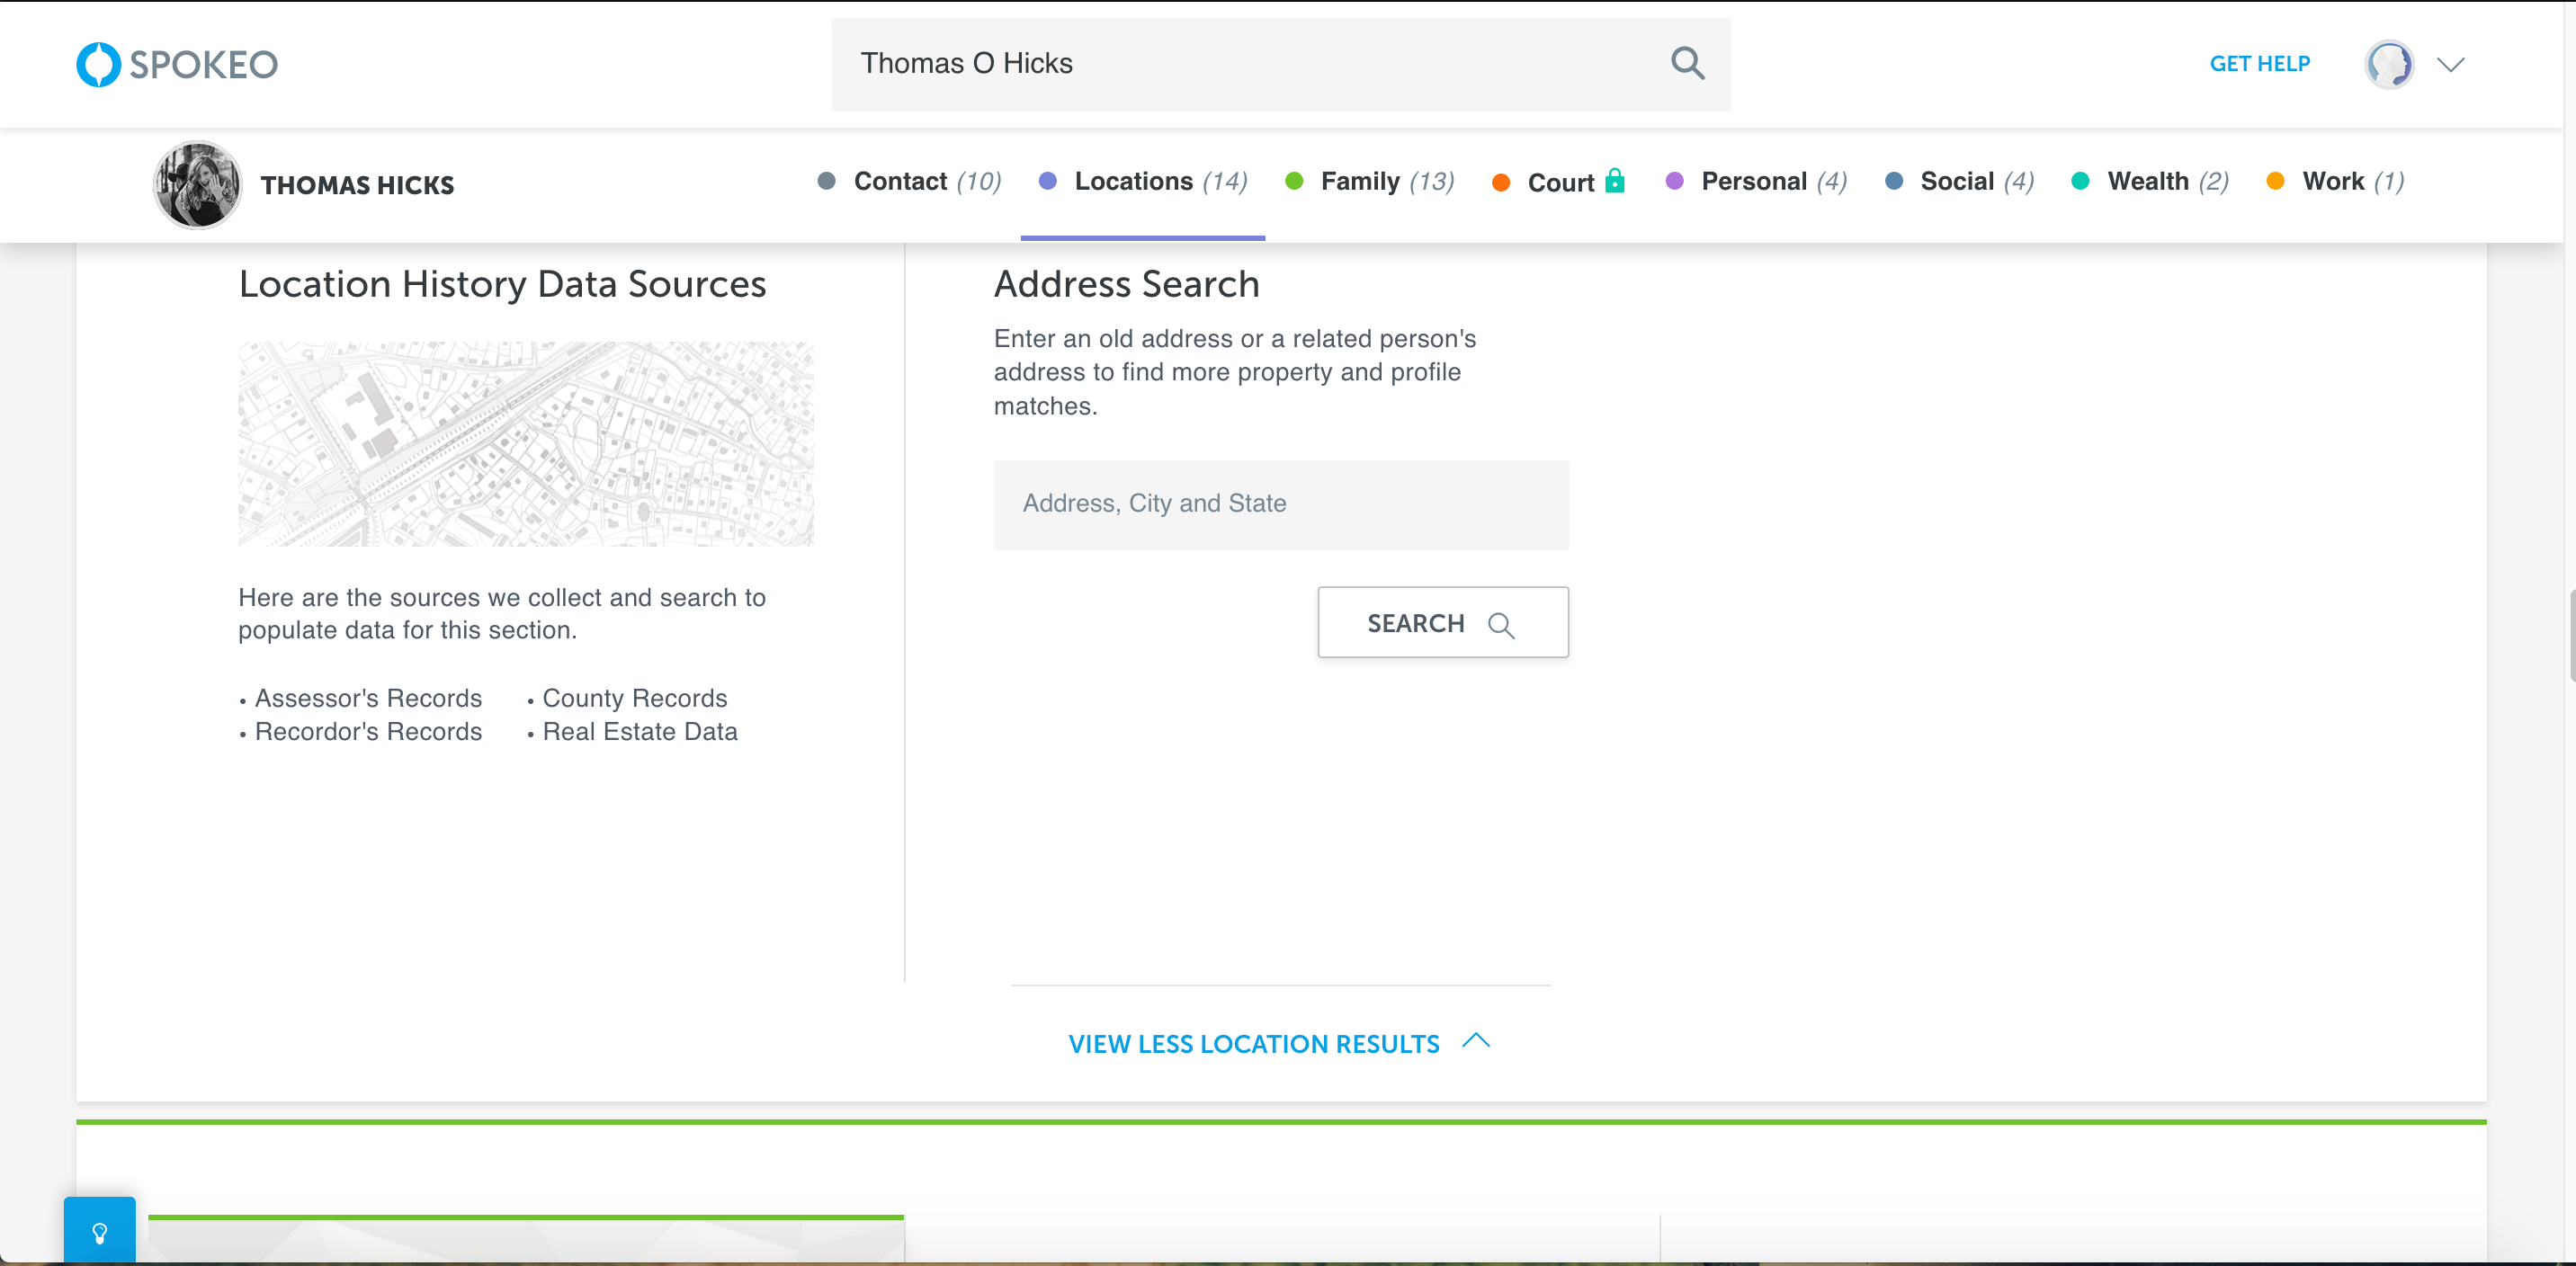 SPOKEO
Thomas O Hicks
GET HELP
THOMAS HICKS
Contact (10)
Locations (14)
Family (13)
Court
Personal (4)
Social (4)
Wealth (2)
Work (1)
Location History Data Sources
Here are the sources we collect and search to
populate data for this section.
• Assessor's Records
• County Records
• Recordor's Records
• Real Estate Data
Address Search
Enter an old address or a related person's
address to find more property and profile
matches.
Address, City and State
SEARCH
VIEW LESS LOCATION RESULTS